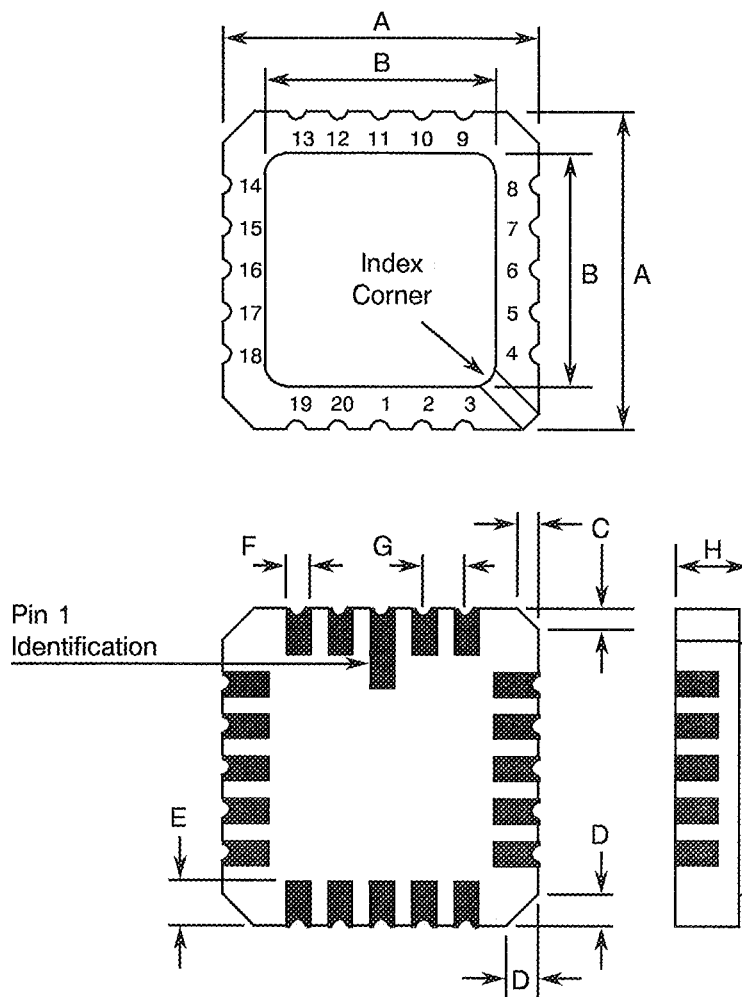 A
B
13 12 11 10 9
14 8
15 7
16 6
17 5
18 4
Index
Corner
B
A
19 20 1 2 3
F
G
C
H
Pin 1
Identification
E
D
D